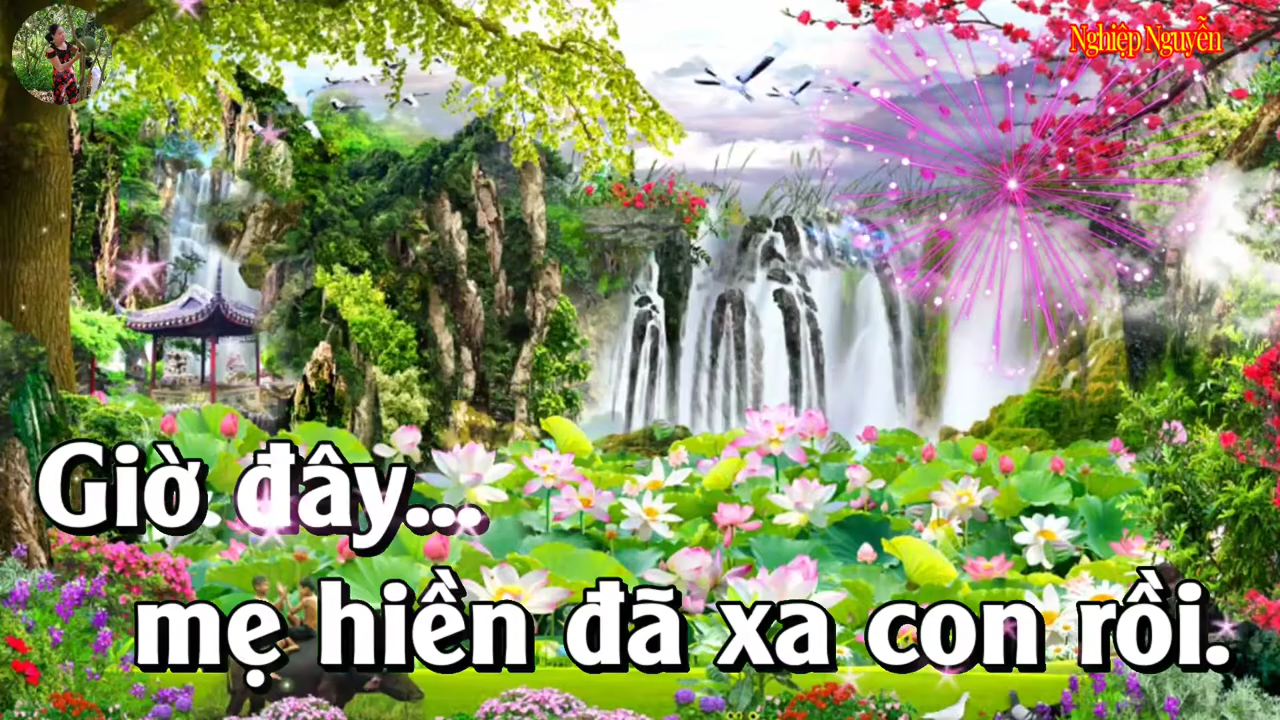 Nghiệp Nguyễn
Giờ đây...
mẹ hiền đã xa con rồi.